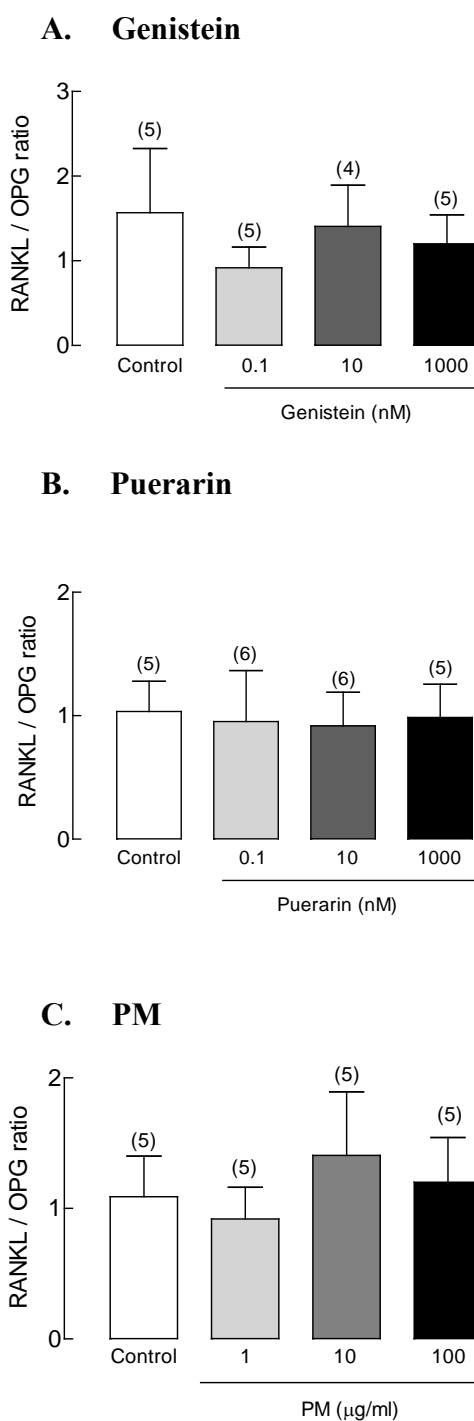 A. Genistein
RANKL / OPG ratio
3
2
1
0
(5)
(5)
(4)
(5)
Control 0.1 10 1000
Genistein (nM)
B. Puerarin
RANKL / OPG ratio
2
1
0
(5)
(6)
(6)
(5)
Control 0.1 10 1000
Puerarin (nM)
C. PM
RANKL / OPG ratio
2
1
0
(5)
(5)
(5)
(5)
Control 1 10 100
PM (μg/ml)